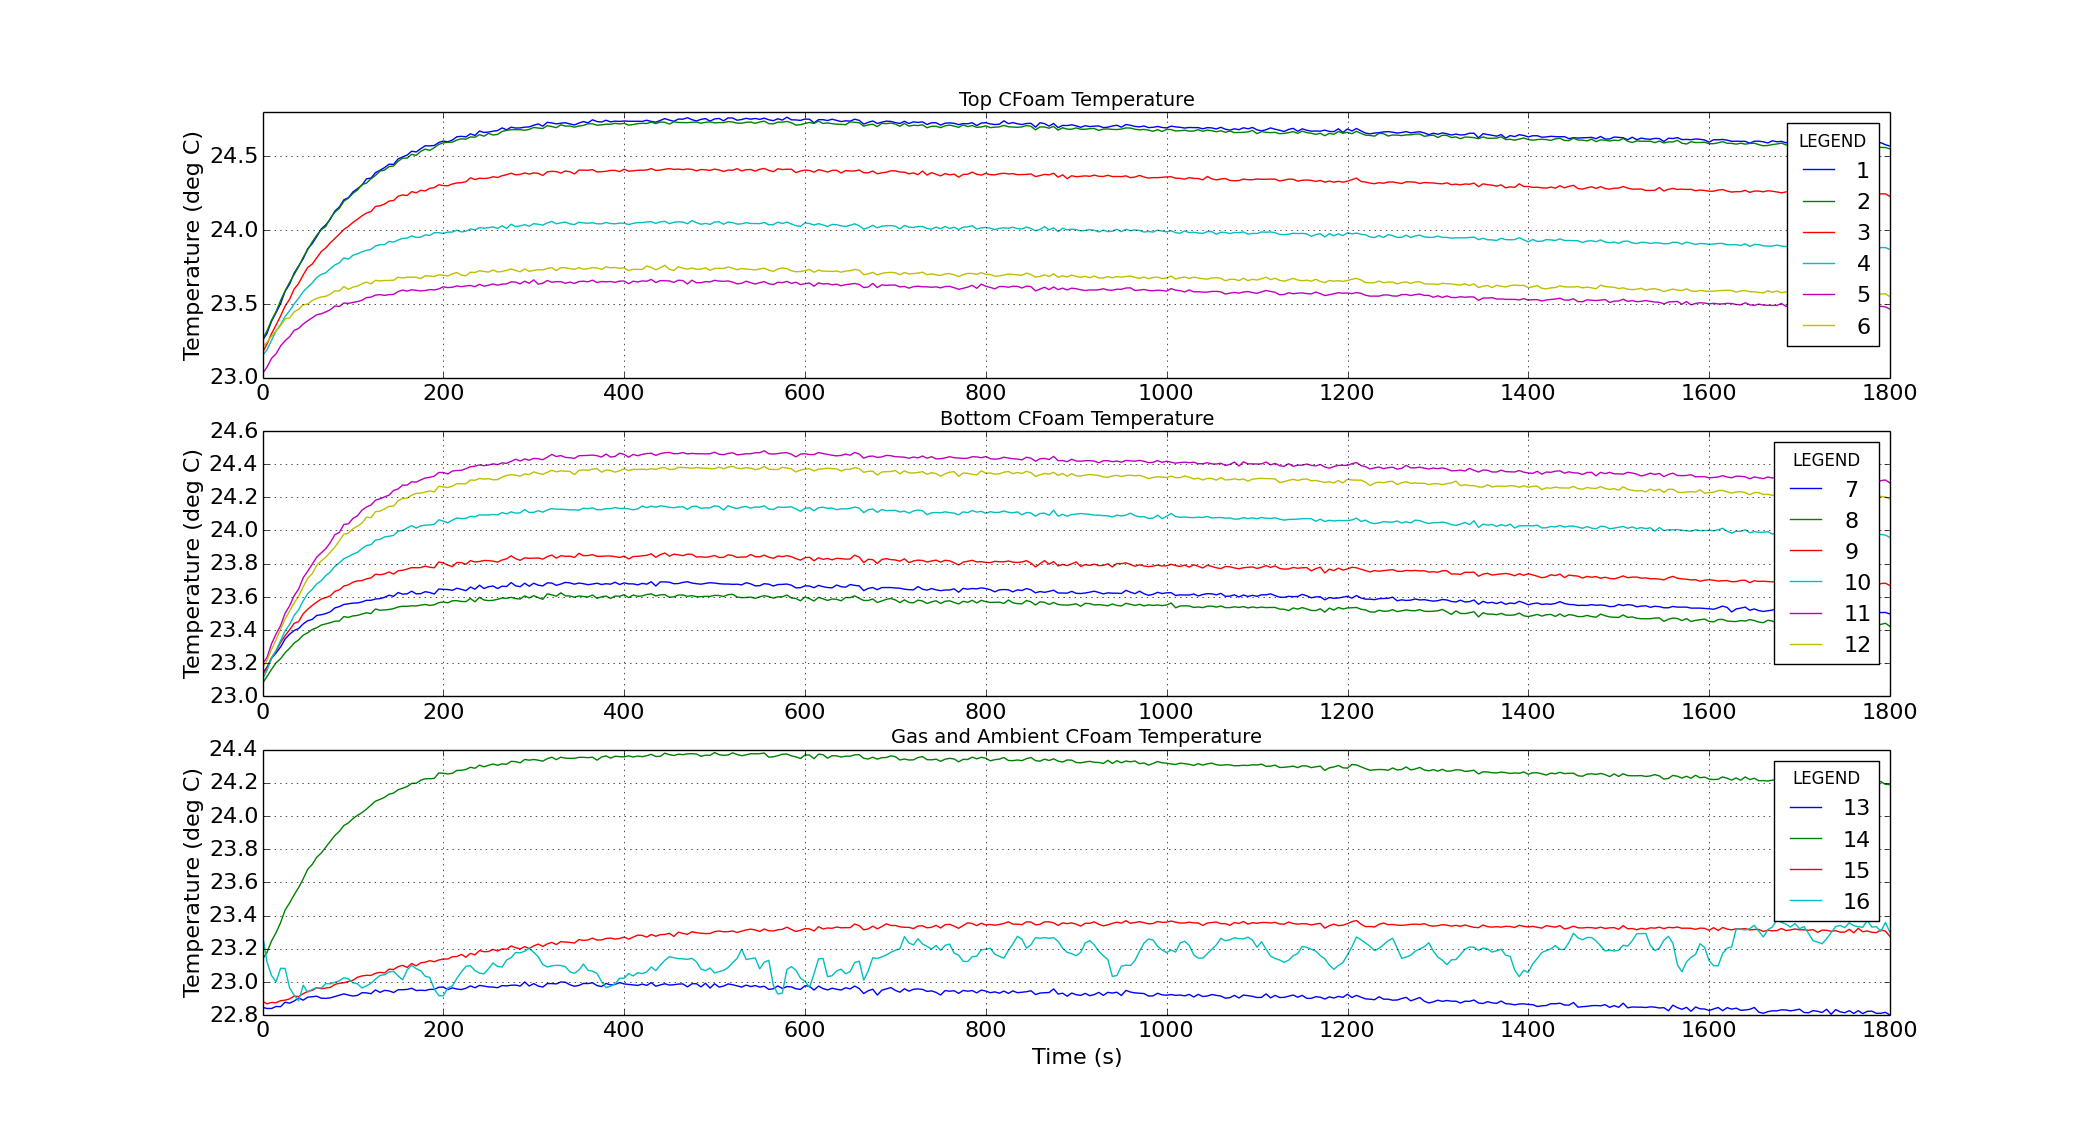 Top CFoam Temperature
Temperature (deg C)
24.5
24.0
23.5
23.0
LEGEND
1
2
3
4
5
6
0 200 400 600 800 1000 1200 1400 1600 1800
Bottom CFoam Temperature
Temperature (deg C)
24.6
24.4
24.2
24.0
23.8
23.6
23.4
23.2
23.0
LEGEND
7
8
9
10
11
12
0 200 400 600 800 1000 1200 1400 1600 1800
Gas and Ambient CFoam Temperature
Temperature (deg C)
24.4
24.2
24.0
23.8
23.6
23.4
23.2
23.0
22.8
LEGEND
13
14
15
16
0 200 400 600 800 1000 1200 1400 1600 1800
Time (s)